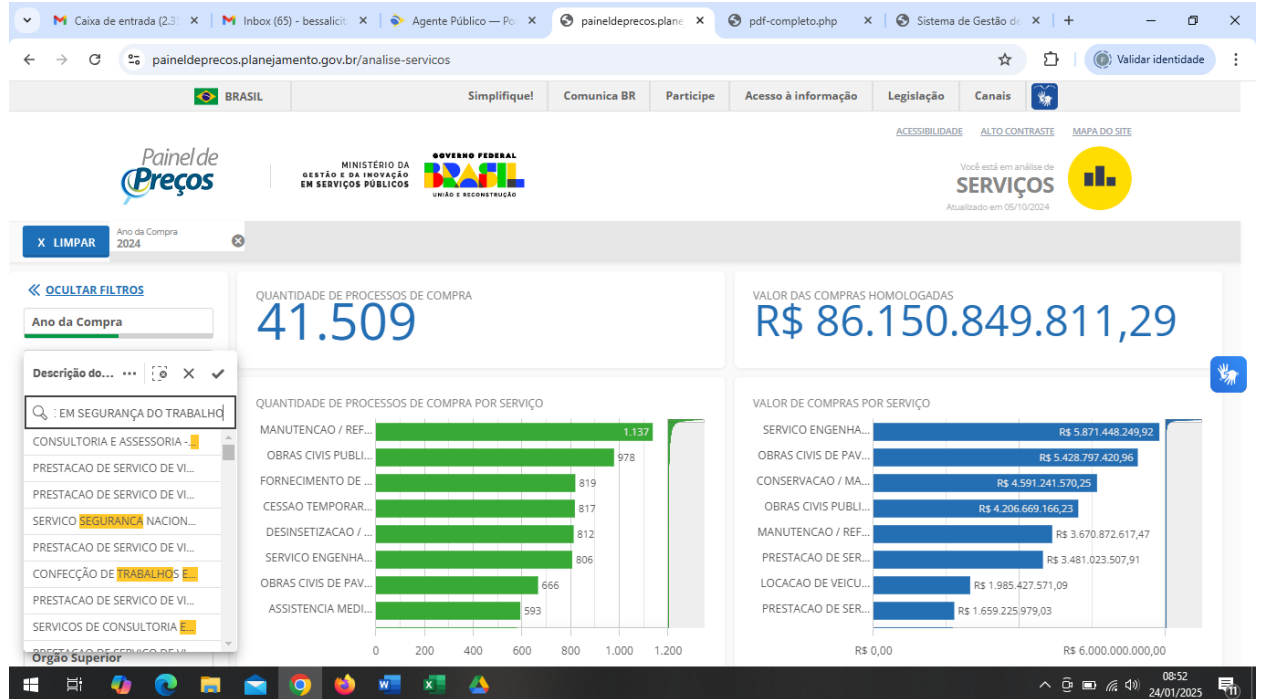 Caixa de entrada (2.3
Inbox (65) - bessalicit
Agente Público — Po
paineldeprecos.plane
pdf-completo.php
Sistema de Gestão de
paineldeprecos.planejamento.gov.br/analise-servicos
Validar identidade
BRASIL
Simplifique!
Comunica BR
Participe
Acesso à informação
Legislação
Canais
ACESSIBILIDADE
ALTO CONTRASTE
MAPA DO SITE
Painel de
Preços
MINISTÉRIO DA
GESTÃO E DA INOVAÇÃO
EM SERVIÇOS PÚBLICOS
GOVERNO FEDERAL
BRASIL
UNIÃO E RECONSTRUÇÃO
Você está em análise de
SERVIÇOS
Atualizado em 05/10/2024
X LIMPAR
Ano da Compra
2024
OCULTAR FILTROS
Ano da Compra
Descrição do...
EM SEGURANÇA DO TRABALHO
CONSULTORIA E ASSESSORIA -...
PRESTACAO DE SERVICO DE VI...
PRESTACAO DE SERVICO DE VI...
SERVICO SEGURANCA NACION...
PRESTACAO DE SERVICO DE VI...
CONFECÇÃO DE TRABALHOS E...
PRESTACAO DE SERVICO DE VI...
SERVICOS DE CONSULTORIA E...
PRESTACAO DE SERVICO DE VI...
Órgão Superior
QUANTIDADE DE PROCESSOS DE COMPRA
41.509
VALOR DAS COMPRAS HOMOLOGADAS
R$ 86.150.849.811,29
QUANTIDADE DE PROCESSOS DE COMPRA POR SERVIÇO
MANUTENCAO / REF... 1.137
OBRAS CIVIS PUBLI... 978
FORNECIMENTO DE ... 819
CESSAO TEMPORAR... 817
DESINSETIZACAO / ... 812
SERVICO ENGENHA... 806
OBRAS CIVIS DE PAV... 666
ASSISTENCIA MEDI... 593
0 200 400 600 800 1.000 1.200
VALOR DE COMPRAS POR SERVIÇO
SERVICO ENGENHA... R$ 5.871.448.249,92
OBRAS CIVIS DE PAV... R$ 5.428.797.420,96
CONSERVACAO / MA... R$ 4.591.241.570,25
OBRAS CIVIS PUBLI... R$ 4.206.669.166,23
MANUTENCAO / REF... R$ 3.670.872.617,47
PRESTACAO DE SER... R$ 3.481.023.507,91
LOCACAO DE VEICU... R$ 1.985.427.571,09
PRESTACAO DE SER... R$ 1.659.225.979,03
R$ 0,00 R$ 6.000.000.000,00
08:52
24/01/2025
11